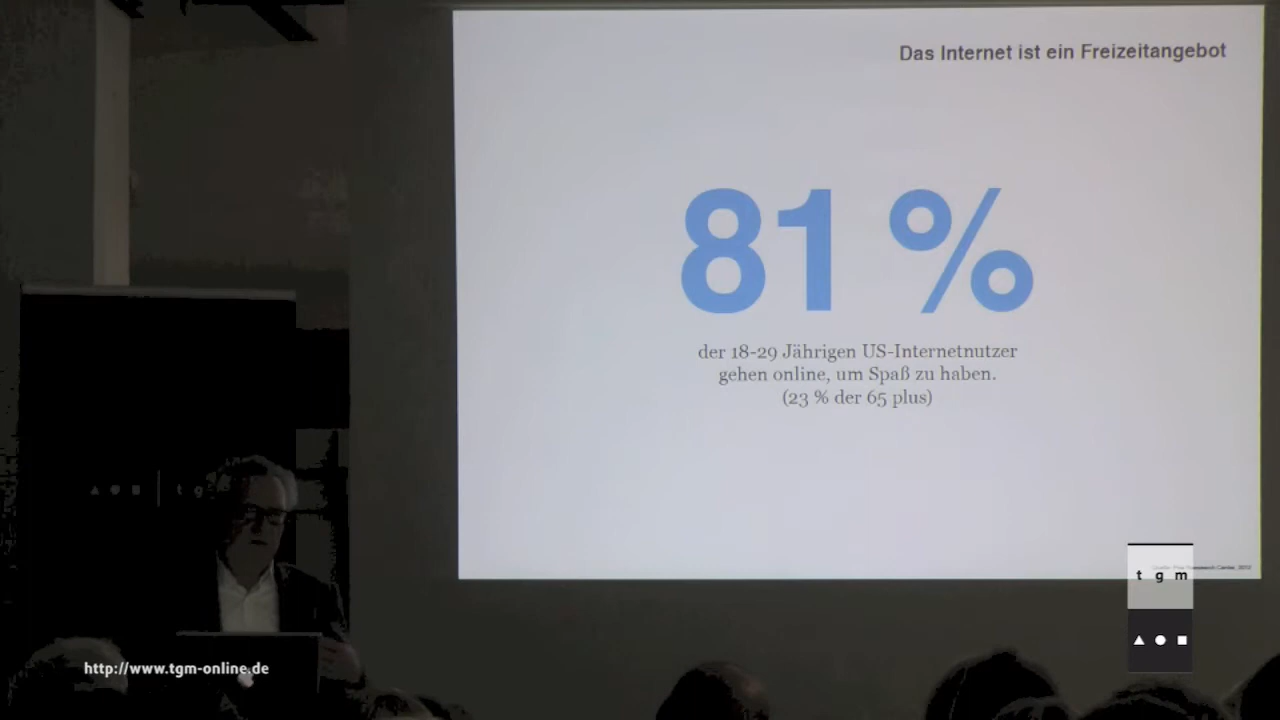 Das Internet ist ein Freizeitangebot
81 %
der 18-29 Jährigen US-Internetnutzer
gehen online, um Spaß zu haben.
(23 % der 65 plus)
t g m
t g
http://www.tgm-online.de